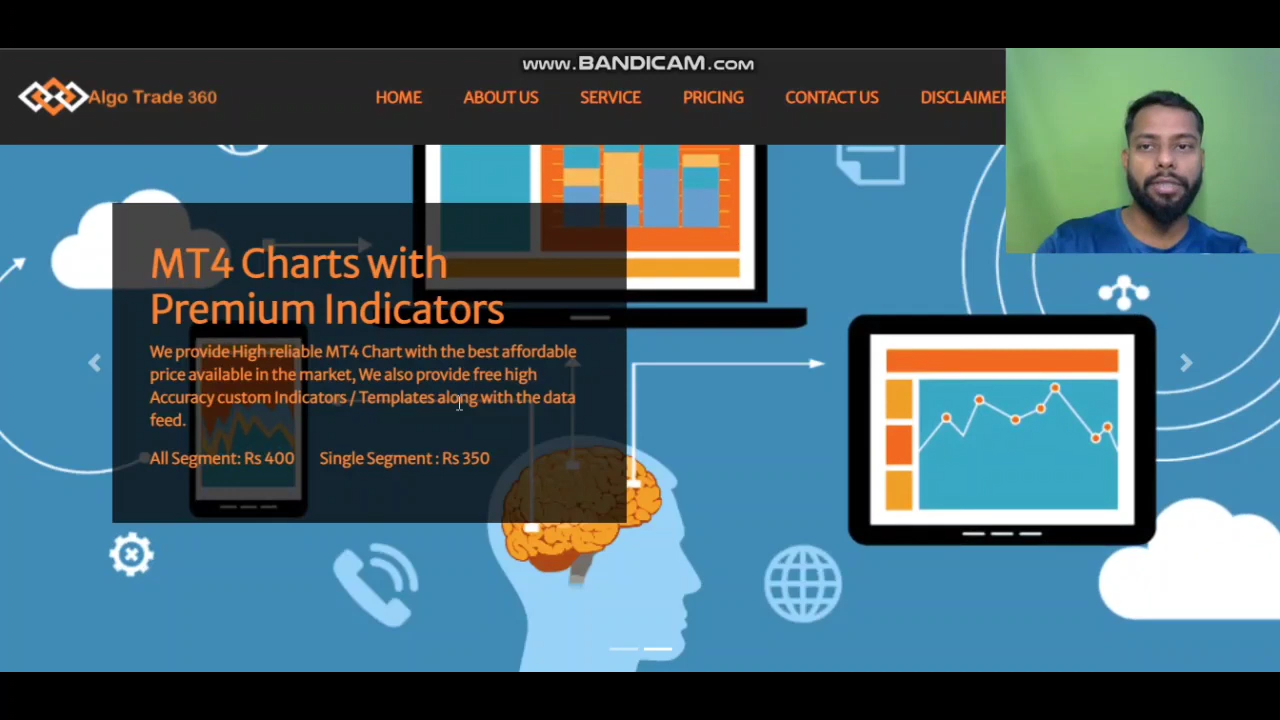 www.BANDICAM.com
Algo Trade 360
HOME ABOUT US SERVICE PRICING CONTACT US DISCLAIMER
MT4 Charts with
Premium Indicators
We provide High reliable MT4 Chart with the best affordable
price available in the market, We also provide free high
Accuracy custom Indicators / Templates along with the data
feed.
All Segment: Rs 400 Single Segment : Rs 350